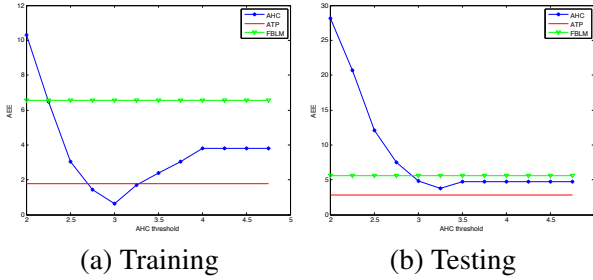 12
10
8
6
4
2
0
2
2.5
3
3.5
4
4.5
5
AEE
AHC threshold
AHC
ATP
FBLM
(a) Training
30
25
20
15
10
5
0
2
2.5
3
3.5
4
4.5
5
AEE
AHC threshold
AHC
ATP
FBLM
(b) Testing